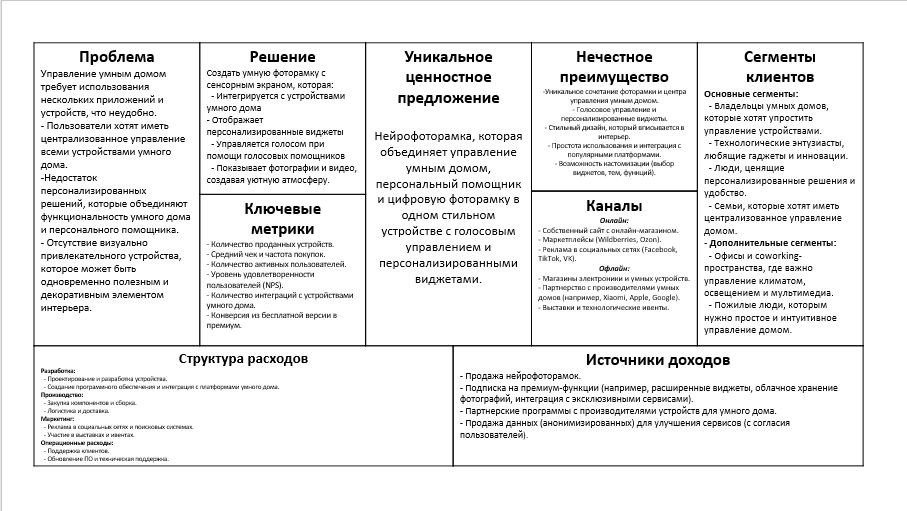 Проблема
Управление умным домом
требует использования
нескольких приложений и
устройств, что неудобно.
- Пользователи хотят иметь
централизованное управление
всеми устройствами умного
дома.
-Недостаток
персонализированных
решений, которые объединяют
функциональность умного дома
и персонального помощника.
- Отсутствие визуально
привлекательного устройства,
которое может быть
одновременно полезным и
декоративным элементом
интерьера.
Решение
Создать умную фоторамку с
сенсорным экраном, которая:
- Интегрируется с устройствами
умного дома
- Отображает
персонализированные виджеты
- Управляется голосом при
помощи голосовых помощников
- Показывает фотографии и видео,
создавая уютную атмосферу.
Ключевые
метрики
- Количество проданных устройств.
- Средний чек и частота покупок.
- Количество активных пользователей.
- Уровень удовлетворенности
пользователей (NPS).
- Количество интеграций с устройствами
умного дома.
- Конверсия из бесплатной версии в
премиум.
Уникальное
ценностное
предложение
Нейрофоторамка, которая
объединяет управление
умным домом,
персональный помощник
и цифровую фоторамку в
одном стильном
устройстве с голосовым
управлением и
персонализированными
виджетами.
Нечестное
преимущество
-Уникальное сочетание фоторамки и центра
управления умным домом.
- Голосовое управление и
персонализированные виджеты.
- Стильный дизайн, который вписывается в
интерьер.
- Простота использования и интеграция с
популярными платформами.
- Возможность кастомизации (выбор
виджетов, тем, функций).
Каналы
Онлайн:
- Собственный сайт с онлайн-магазином.
- Маркетплейсы (Wildberries, Ozon).
- Реклама в социальных сетях (Facebook,
TikTok, VK).
Офлайн:
- Магазины электроники и умных устройств.
- Партнерство с производителями умных
домов (например, Xiaomi, Apple, Google).
- Выставки и технологические ивенты.
Сегменты
клиентов
Основные сегменты:
- Владельцы умных домов,
которые хотят упростить
управление устройствами.
- Технологические энтузиасты,
любящие гаджеты и инновации.
- Люди, ценящие
персонализированные решения и
удобство.
- Семьи, которые хотят иметь
централизованное управление
домом.
- Дополнительные сегменты:
- Офисы и coworking-
пространства, где важно
управление климатом,
освещением и мультимедиа.
- Пожилые люди, которым
нужно простое и интуитивное
управление домом.
Структура расходов
Разработка:
- Проектирование и разработка устройства.
- Создание программного обеспечения и интеграция с платформами умного дома.
Производство:
- Закупка компонентов и сборка.
- Логистика и доставка.
Маркетинг:
- Реклама в социальных сетях и поисковых системах.
- Участие в выставках и ивентах.
Операционные расходы:
- Поддержка клиентов.
- Обновление ПО и техническая поддержка.
Источники доходов
- Продажа нейрофоторамок.
- Подписка на премиум-функции (например, расширенные виджеты, облачное хранение
фотографий, интеграция с эксклюзивными сервисами).
- Партнерские программы с производителями устройств для умного дома.
- Продажа данных (анонимизированных) для улучшения сервисов (с согласия
пользователей).